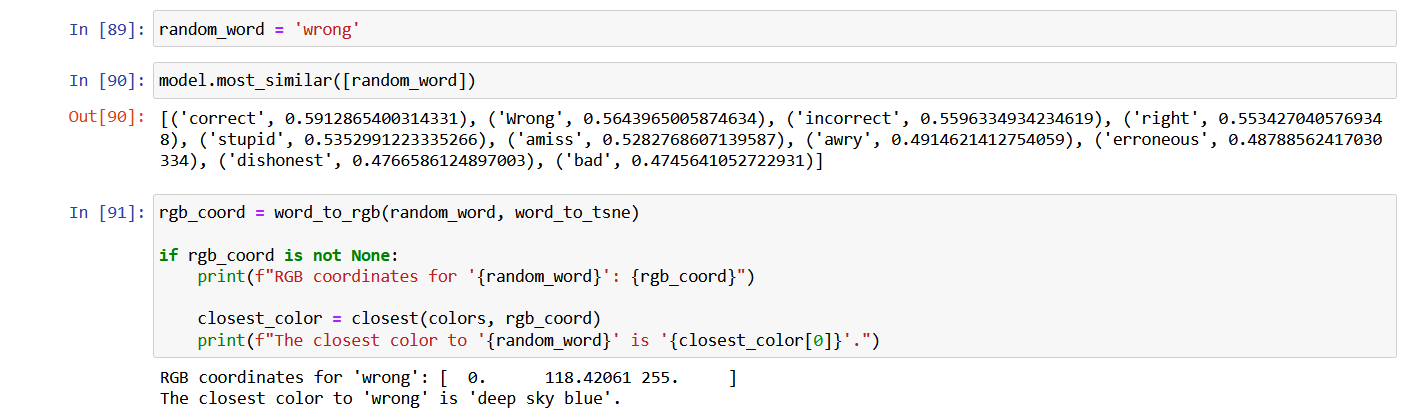 In [89]: random_word = 'wrong'
In [90]: model.most_similar([random_word])
Out[90]: [('correct', 0.5912865400314331), ('Wrong', 0.5643965005874634), ('incorrect', 0.5596334934234619), ('right', 0.553427040576934
8), ('stupid', 0.5352991223335266), ('amiss', 0.5282768607139587), ('awry', 0.4914621412754059), ('erroneous', 0.48788562417030
334), ('dishonest', 0.4766586124897003), ('bad', 0.4745641052722931)]
In [91]: rgb_coord = word_to_rgb(random_word, word_to_tsne)
if rgb_coord is not None:
    print(f"RGB coordinates for '{random_word}': {rgb_coord}")
    closest_color = closest(colors, rgb_coord)
    print(f"The closest color to '{random_word}' is '{closest_color[0]}'.")
RGB coordinates for 'wrong': [  0.      118.42061 255.     ]
The closest color to 'wrong' is 'deep sky blue'.